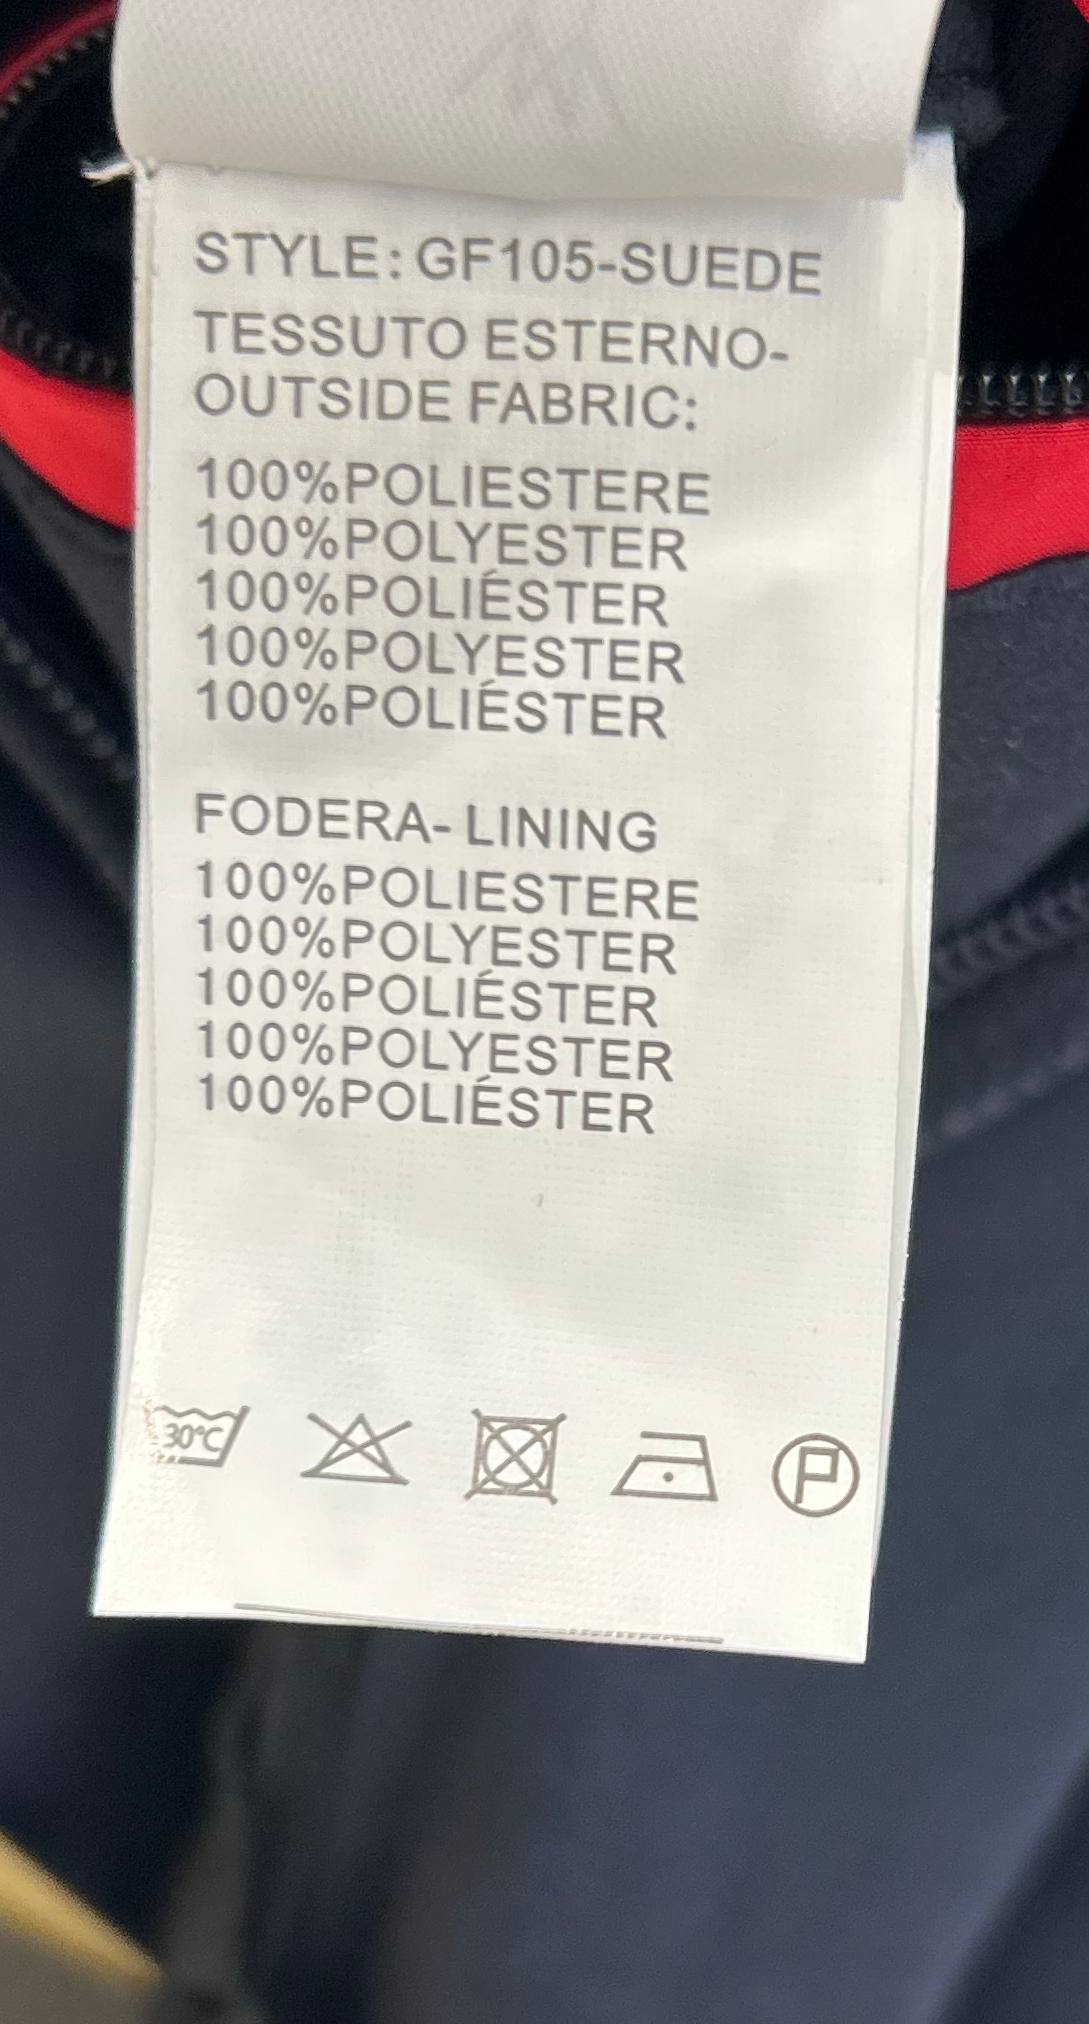 STYLE: GF105-SUEDE
TESSUTO ESTERNO-
OUTSIDE FABRIC:
100%POLIESTERE
100%POLYESTER
100%POLIÉSTER
100%POLYESTER
100%POLIÉSTER
FODERA- LINING
100%POLIESTERE
100%POLYESTER
100%POLIÉSTER
100%POLYESTER
100%POLIÉSTER
30°C P